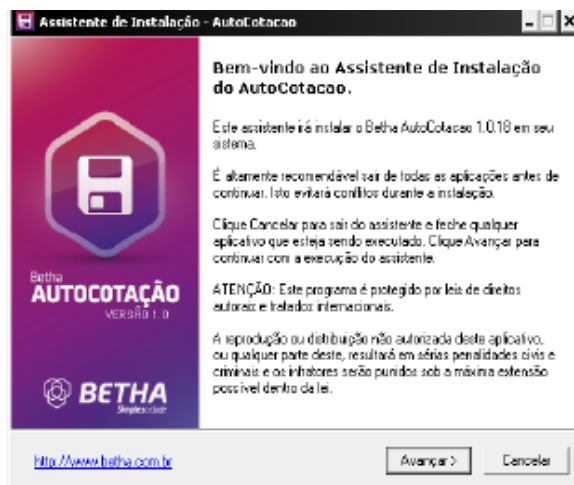 Assistente de Instalação - AutoCotacao
Bem-vindo ao Assistente de Instalação
do AutoCotacao.
Este assistente irá instalar o Betha AutoCotacao 1.0.18 em seu
sistema.
É altamente recomendável sair de todas as aplicações antes de
continuar. Isto evitará conflitos durante a instalação.
Clique Cancelar para sair do assistente e feche qualquer
aplicativo que esteja sendo executado. Clique Avançar para
continuar com a execução do assistente.
ATENÇÃO: Este programa é protegido por leis de direitos
autorais e tratados internacionais.
A reprodução ou distribuição não autorizada deste aplicativo,
ou qualquer parte deste, resultará em sérias penalidades civis e
criminais e os infratores serão punidos sob a máxima extensão
possível dentro da lei.
Betha
AUTOCOTAÇÃO
VERSÃO 1.0
BETHA
Simplescidade
http://www.betha.com.br
Avançar >
Cancelar